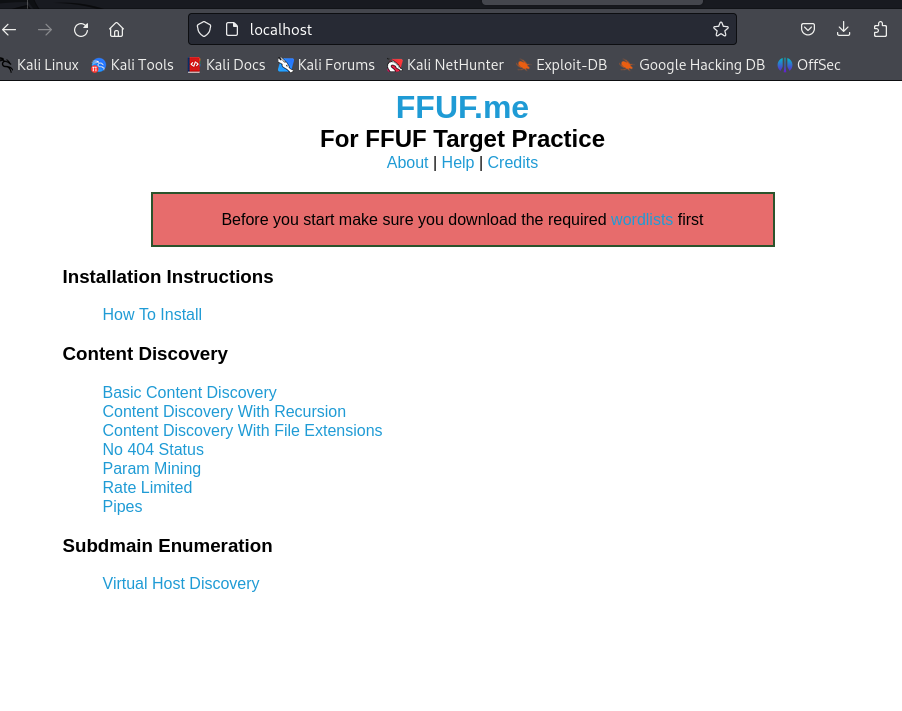 localhost
Kali Linux Kali Tools Kali Docs Kali Forums Kali NetHunter Exploit-DB Google Hacking DB OffSec
FFUF.me
For FFUF Target Practice
About | Help | Credits
Before you start make sure you download the required wordlists first
Installation Instructions
How To Install
Content Discovery
Basic Content Discovery
Content Discovery With Recursion
Content Discovery With File Extensions
No 404 Status
Param Mining
Rate Limited
Pipes
Subdmain Enumeration
Virtual Host Discovery